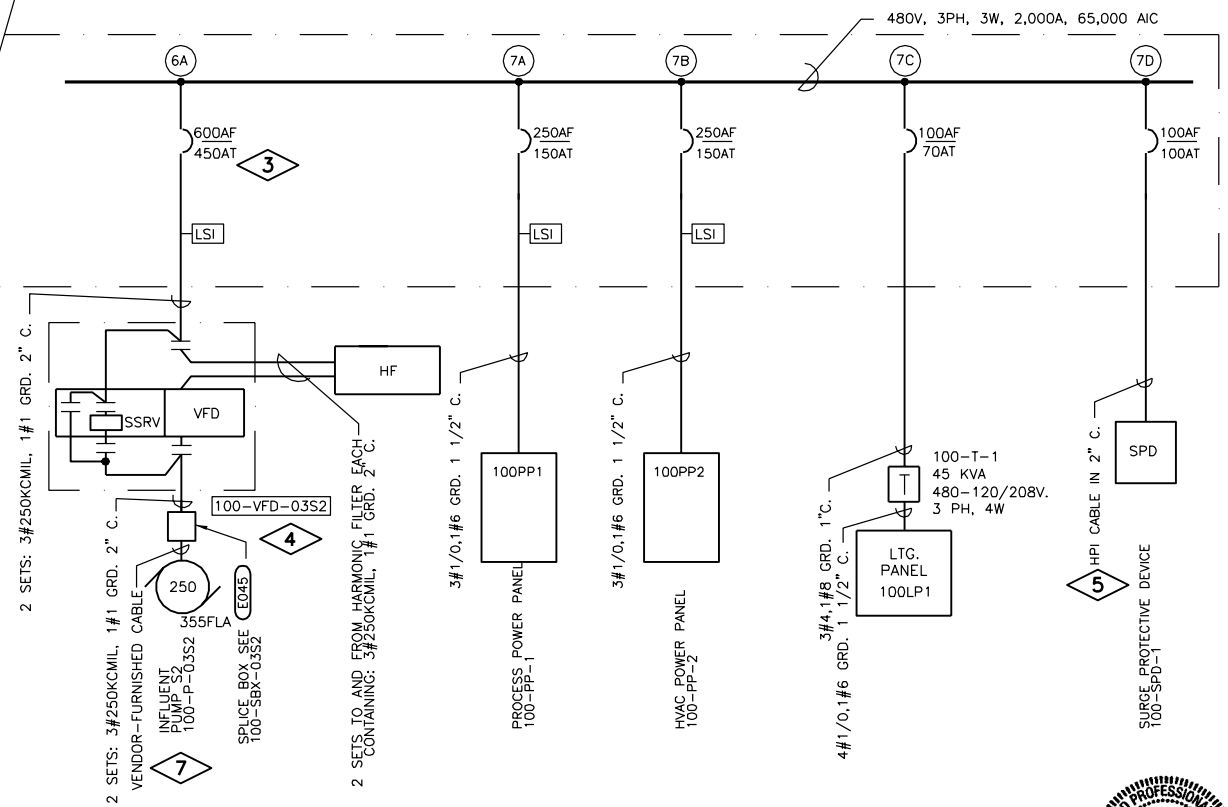 480V, 3PH, 3W, 2,000A, 65,000 AIC
6A
7A
7B
7C
7D
600AF
450AT
3
250AF
150AT
250AF
150AT
100AF
70AT
100AF
100AT
LSI
LSI
LSI
2 SETS: 3#250KCMIL, 1#1 GRD. 2" C.
HF
SSRV
VFD
2 SETS TO AND FROM HARMONIC FILTER EACH
CONTAINING: 3#250KCMIL, 1#1 GRD. 2" C.
100-VFD-03S2
4
2 SETS: 3#250KCMIL, 1#1 GRD. 2" C.
VENDOR-FURNISHED CABLE
250
355FLA
E045
INFLUENT
PUMP S2
100-P-03S2
SPLICE BOX SEE
100-SBX-03S2
7
3#1/0,1#6 GRD. 1 1/2" C.
100PP1
PROCESS POWER PANEL
100-PP-1
3#1/0,1#6 GRD. 1 1/2" C.
100PP2
HVAC POWER PANEL
100-PP-2
3#4,1#8 GRD. 1"C.
4#1/0,1#6 GRD. 1 1/2" C.
T
100-T-1
45 KVA
480-120/208V.
3 PH, 4W
LTG.
PANEL
100LP1
HPI CABLE IN 2" C.
5
SPD
SURGE PROTECTIVE DEVICE
100-SPD-1
PROFESSIONAL